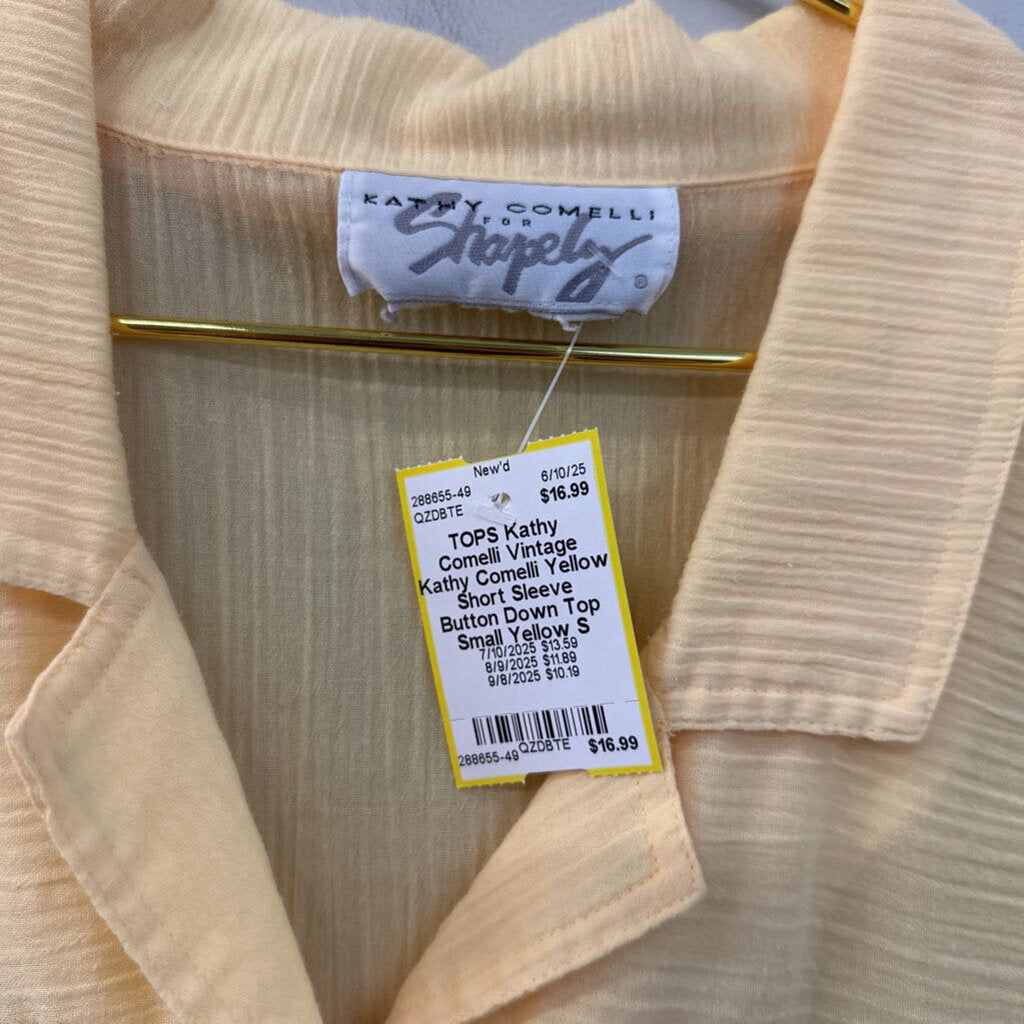 KATHY COMELLI
FOR
Shapely ®
New'd
288655-49 6/10/25
QZDBTE $16.99
TOPS Kathy
Comelli Vintage
Kathy Comelli Yellow
Short Sleeve
Button Down Top
Small Yellow S
7/10/2025 $13.59
8/9/2025 $11.89
9/8/2025 $10.19
288655-49 QZDBTE $16.99